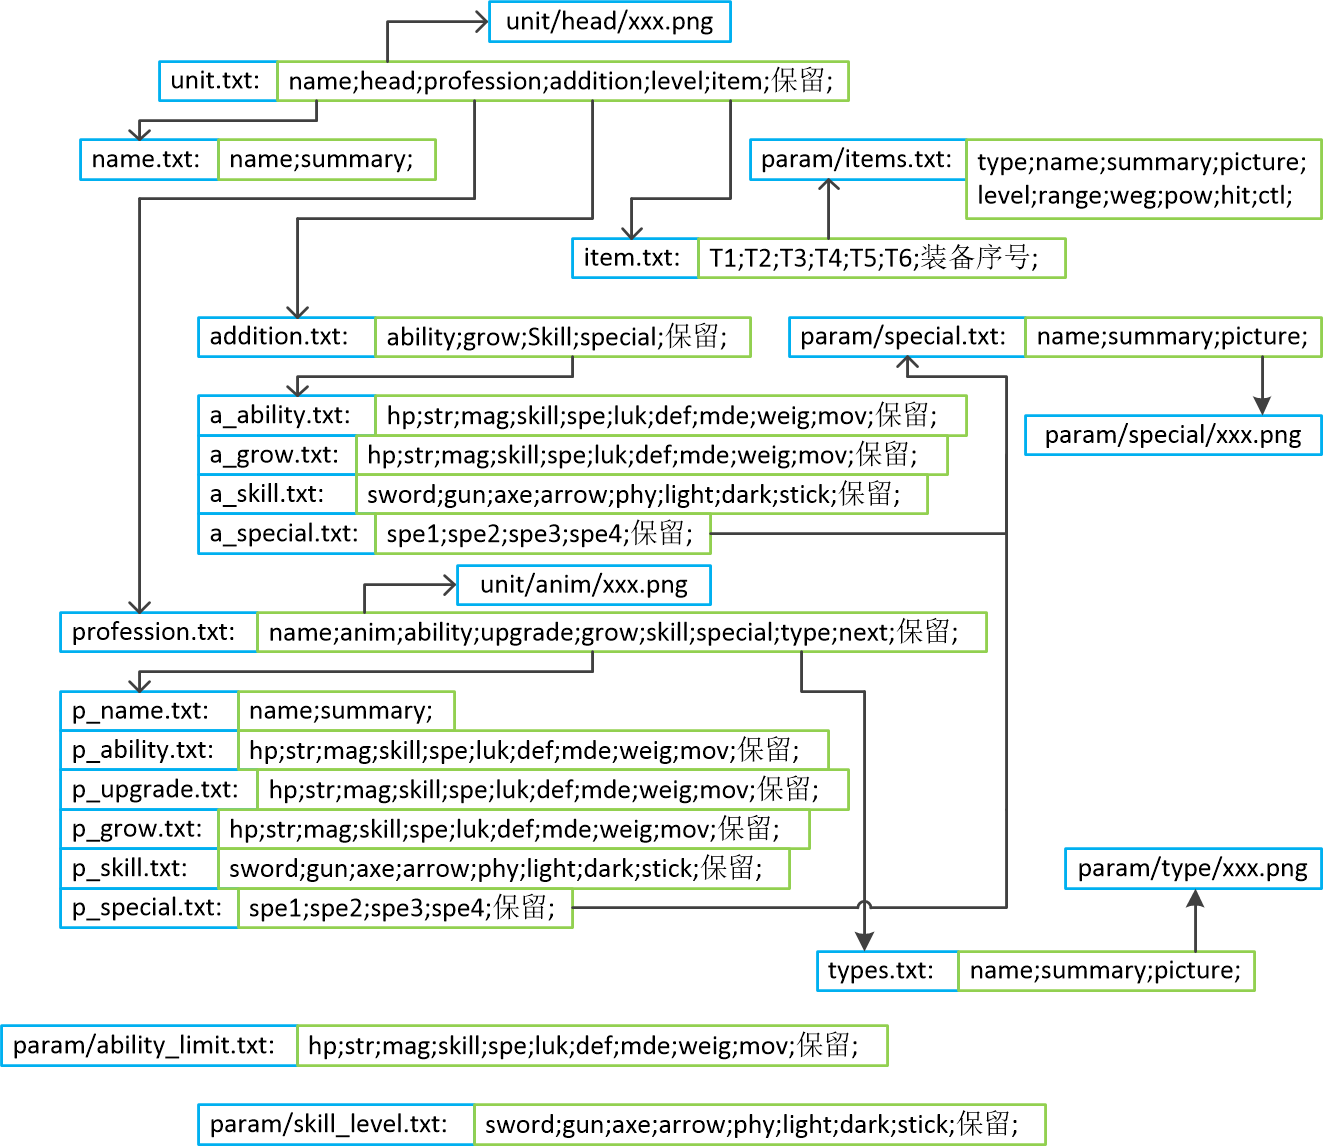 unit/head/xxx.png
unit.txt: name;head;profession;addition;level;item;保留;
name.txt: name;summary;
param/items.txt: type;name;summary;picture;
level;range;weg;pow;hit;ctl;
item.txt: T1;T2;T3;T4;T5;T6;装备序号;
addition.txt: ability;grow;Skill;special;保留;
param/special.txt: name;summary;picture;
a_ability.txt: hp;str;mag;skill;spe;luk;def;mde;weig;mov;保留;
param/special/xxx.png
a_grow.txt: hp;str;mag;skill;spe;luk;def;mde;weig;mov;保留;
a_skill.txt: sword;gun;axe;arrow;phy;light;dark;stick;保留;
a_special.txt: spe1;spe2;spe3;spe4;保留;
unit/anim/xxx.png
profession.txt: name;anim;ability;upgrade;grow;skill;special;type;next;保留;
p_name.txt: name;summary;
p_ability.txt: hp;str;mag;skill;spe;luk;def;mde;weig;mov;保留;
p_upgrade.txt: hp;str;mag;skill;spe;luk;def;mde;weig;mov;保留;
p_grow.txt: hp;str;mag;skill;spe;luk;def;mde;weig;mov;保留;
p_skill.txt: sword;gun;axe;arrow;phy;light;dark;stick;保留;
param/type/xxx.png
p_special.txt: spe1;spe2;spe3;spe4;保留;
types.txt: name;summary;picture;
param/ability_limit.txt: hp;str;mag;skill;spe;luk;def;mde;weig;mov;保留;
param/skill_level.txt: sword;gun;axe;arrow;phy;light;dark;stick;保留;